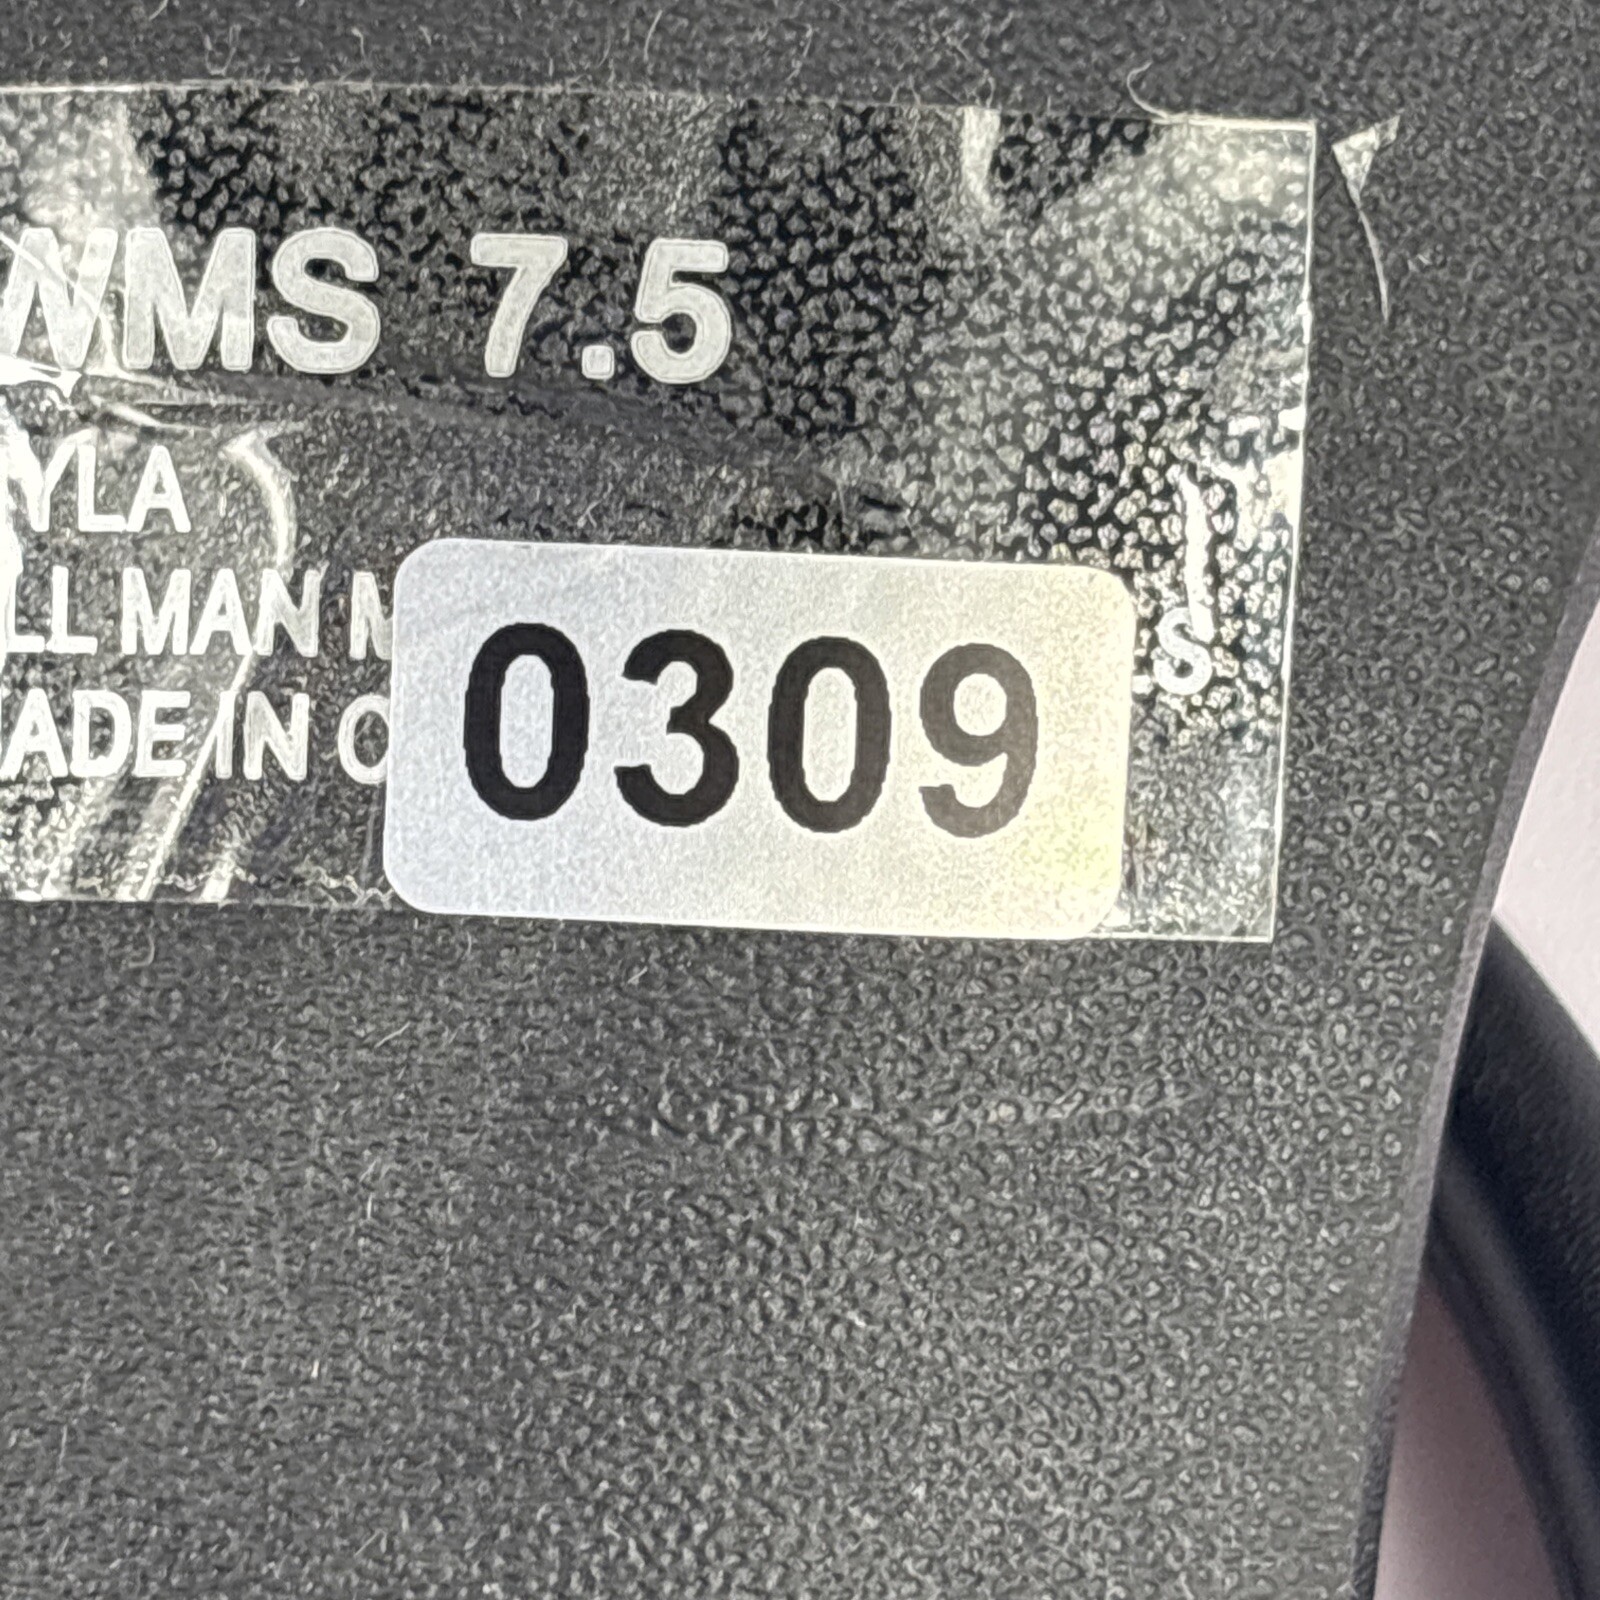 WMS 7.5
YLA
LL MAN M
S
ADE IN
0309